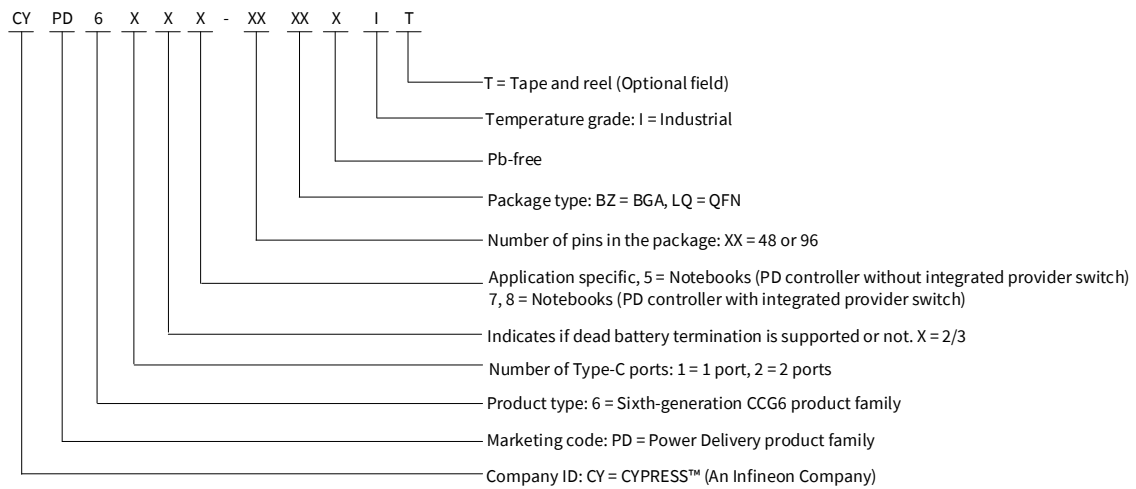 CY PD 6 X X X - XX XX X I T
T = Tape and reel (Optional field)
Temperature grade: I = Industrial
Pb-free
Package type: BZ = BGA, LQ = QFN
Number of pins in the package: XX = 48 or 96
Application specific, 5 = Notebooks (PD controller without integrated provider switch)
7, 8 = Notebooks (PD controller with integrated provider switch)
Indicates if dead battery termination is supported or not. X = 2/3
Number of Type-C ports: 1 = 1 port, 2 = 2 ports
Product type: 6 = Sixth-generation CCG6 product family
Marketing code: PD = Power Delivery product family
Company ID: CY = CYPRESS™ (An Infineon Company)